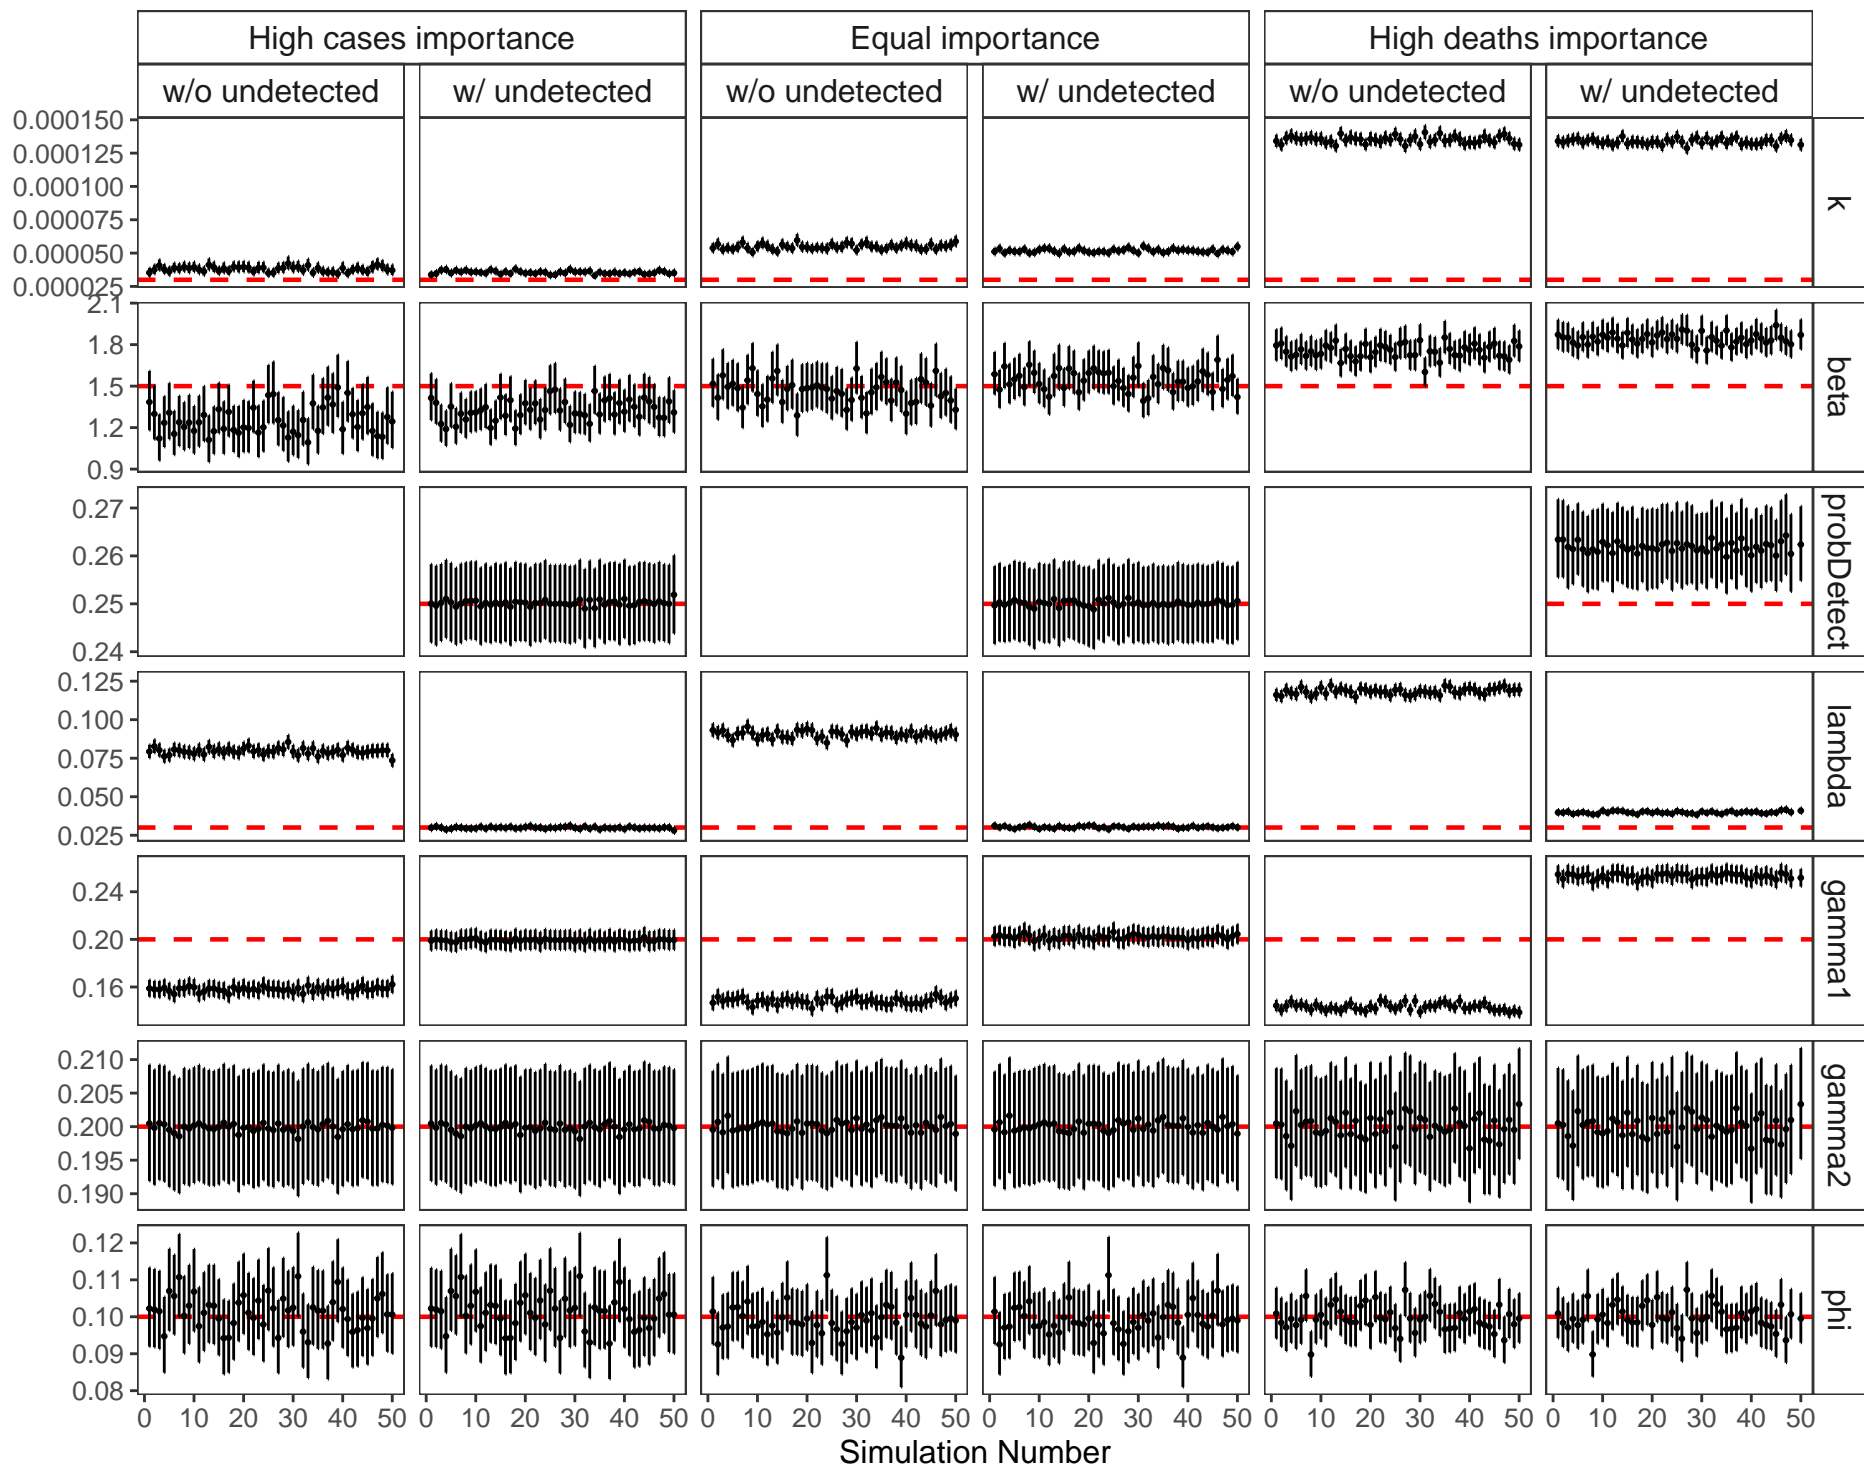 High cases importance
Equal importance
High deaths importance
w/o undetected
w/ undetected
w/o undetected
w/ undetected
w/o undetected
w/ undetected
0.000150
0.000125
0.000100
0.000075
0.000050
0.000025
k
2.1
1.8
1.5
1.2
0.9
beta
0.27
0.26
0.25
0.24
probDetect
0.125
0.100
0.075
0.050
0.025
lambda
0.24
0.20
0.16
gamma1
0.210
0.205
0.200
0.195
0.190
gamma2
0.12
0.11
0.10
0.09
0.08
phi
0 10 20 30 40 50
0 10 20 30 40 50
0 10 20 30 40 50
0 10 20 30 40 50
0 10 20 30 40 50
0 10 20 30 40 50
Simulation Number